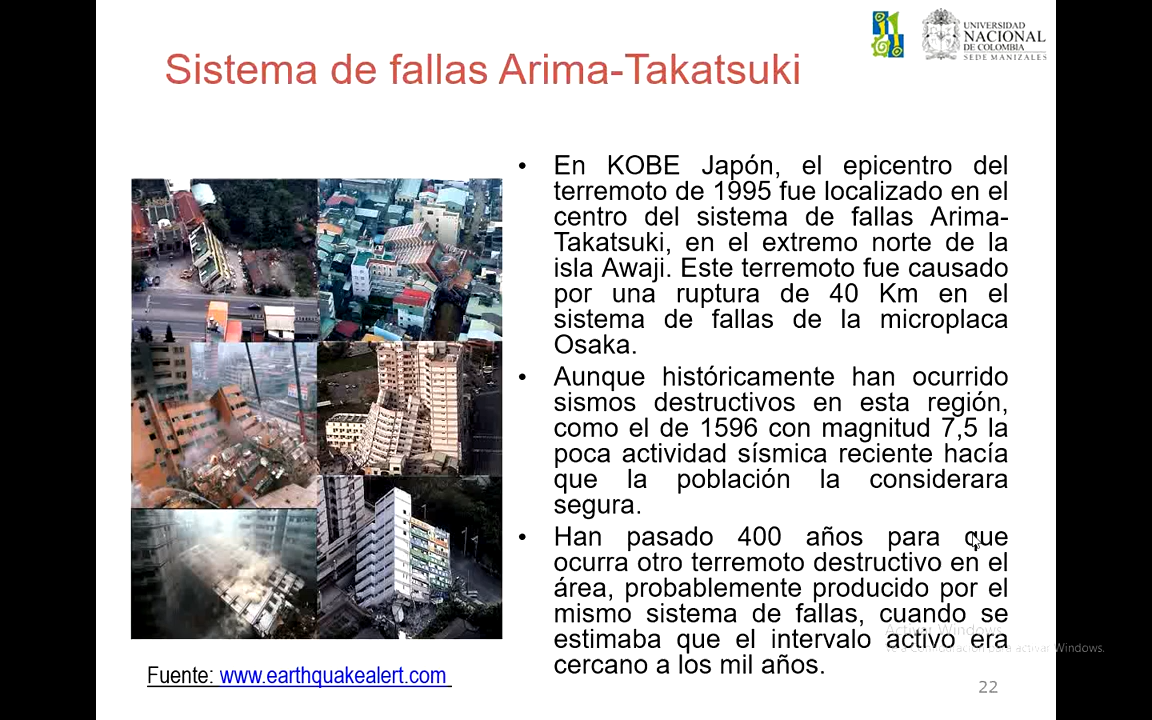 UNIVERSIDAD
NACIONAL
DE COLOMBIA
SEDE MANIZALES
Sistema de fallas Arima-Takatsuki
• En KOBE Japón, el epicentro del
terremoto de 1995 fue localizado en el
centro del sistema de fallas Arima-
Takatsuki, en el extremo norte de la
isla Awaji. Este terremoto fue causado
por una ruptura de 40 Km en el
sistema de fallas de la microplaca
Osaka.
• Aunque históricamente han ocurrido
sismos destructivos en esta región,
como el de 1596 con magnitud 7,5 la
poca actividad sísmica reciente hacía
que la población la considerara
segura.
• Han pasado 400 años para que
ocurra otro terremoto destructivo en el
área, probablemente producido por el
mismo sistema de fallas, cuando se
estimaba que el intervalo activo era
cercano a los mil años.
Activar Windows
Ve a Configuración para activar Windows.
Fuente: www.earthquakealert.com
22